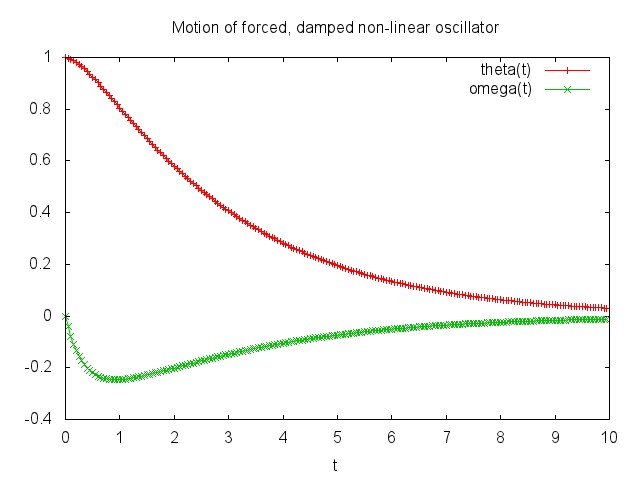 Motion of forced, damped non-linear oscillator
theta(t)
omega(t)
1
0.8
0.6
0.4
0.2
0
-0.2
-0.4
0 1 2 3 4 5 6 7 8 9 10
t